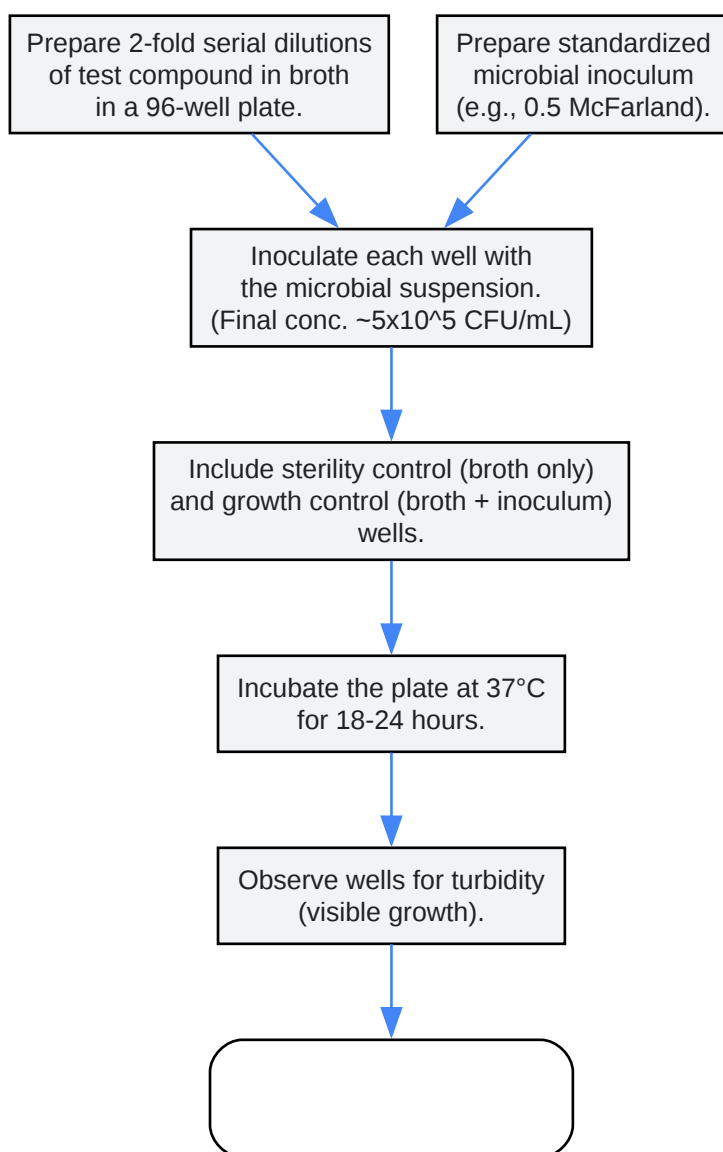 Prepare 2-fold serial dilutions
of test compound in broth
in a 96-well plate.
Prepare standardized
microbial inoculum
(e.g., 0.5 McFarland).
Inoculate each well with
the microbial suspension.
(Final conc. ~5x10^5 CFU/mL)
Include sterility control (broth only)
and growth control (broth + inoculum)
wells.
Incubate the plate at 37°C
for 18-24 hours.
Observe wells for turbidity
(visible growth).